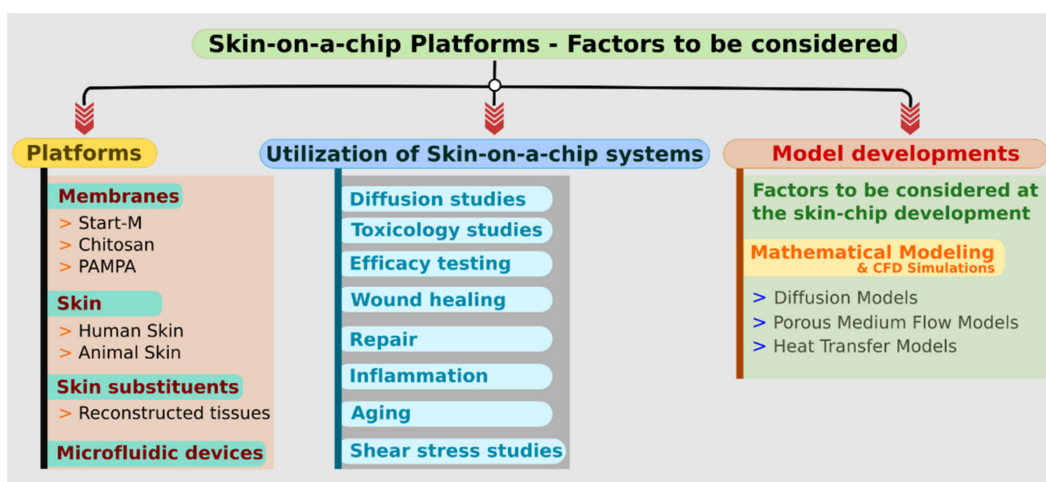 Skin-on-a-chip Platforms - Factors to be considered
Platforms
Membranes
> Start-M
> Chitosan
> PAMPA
Skin
> Human Skin
> Animal Skin
Skin substituents
> Reconstructed tissues
Microfluidic devices
Utilization of Skin-on-a-chip systems
Diffusion studies
Toxicology studies
Efficacy testing
Wound healing
Repair
Inflammation
Aging
Shear stress studies
Model developments
Factors to be considered at
the skin-chip development
Mathematical Modeling
& CFD Simulations
> Diffusion Models
> Porous Medium Flow Models
> Heat Transfer Models